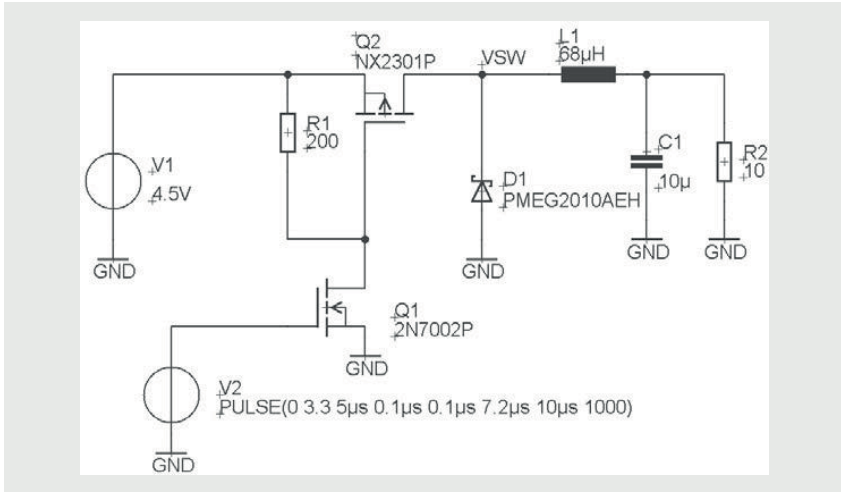 Q2
NX2301P
L1
68µH
VSW
R1
200
V1
4.5V
D1
PMEG2010AEH
C1
10µ
R2
10
GND
GND
GND
GND
Q1
2N7002P
GND
V2
PULSE(0 3.3 5µs 0.1µs 0.1µs 7.2µs 10µs 1000)
GND